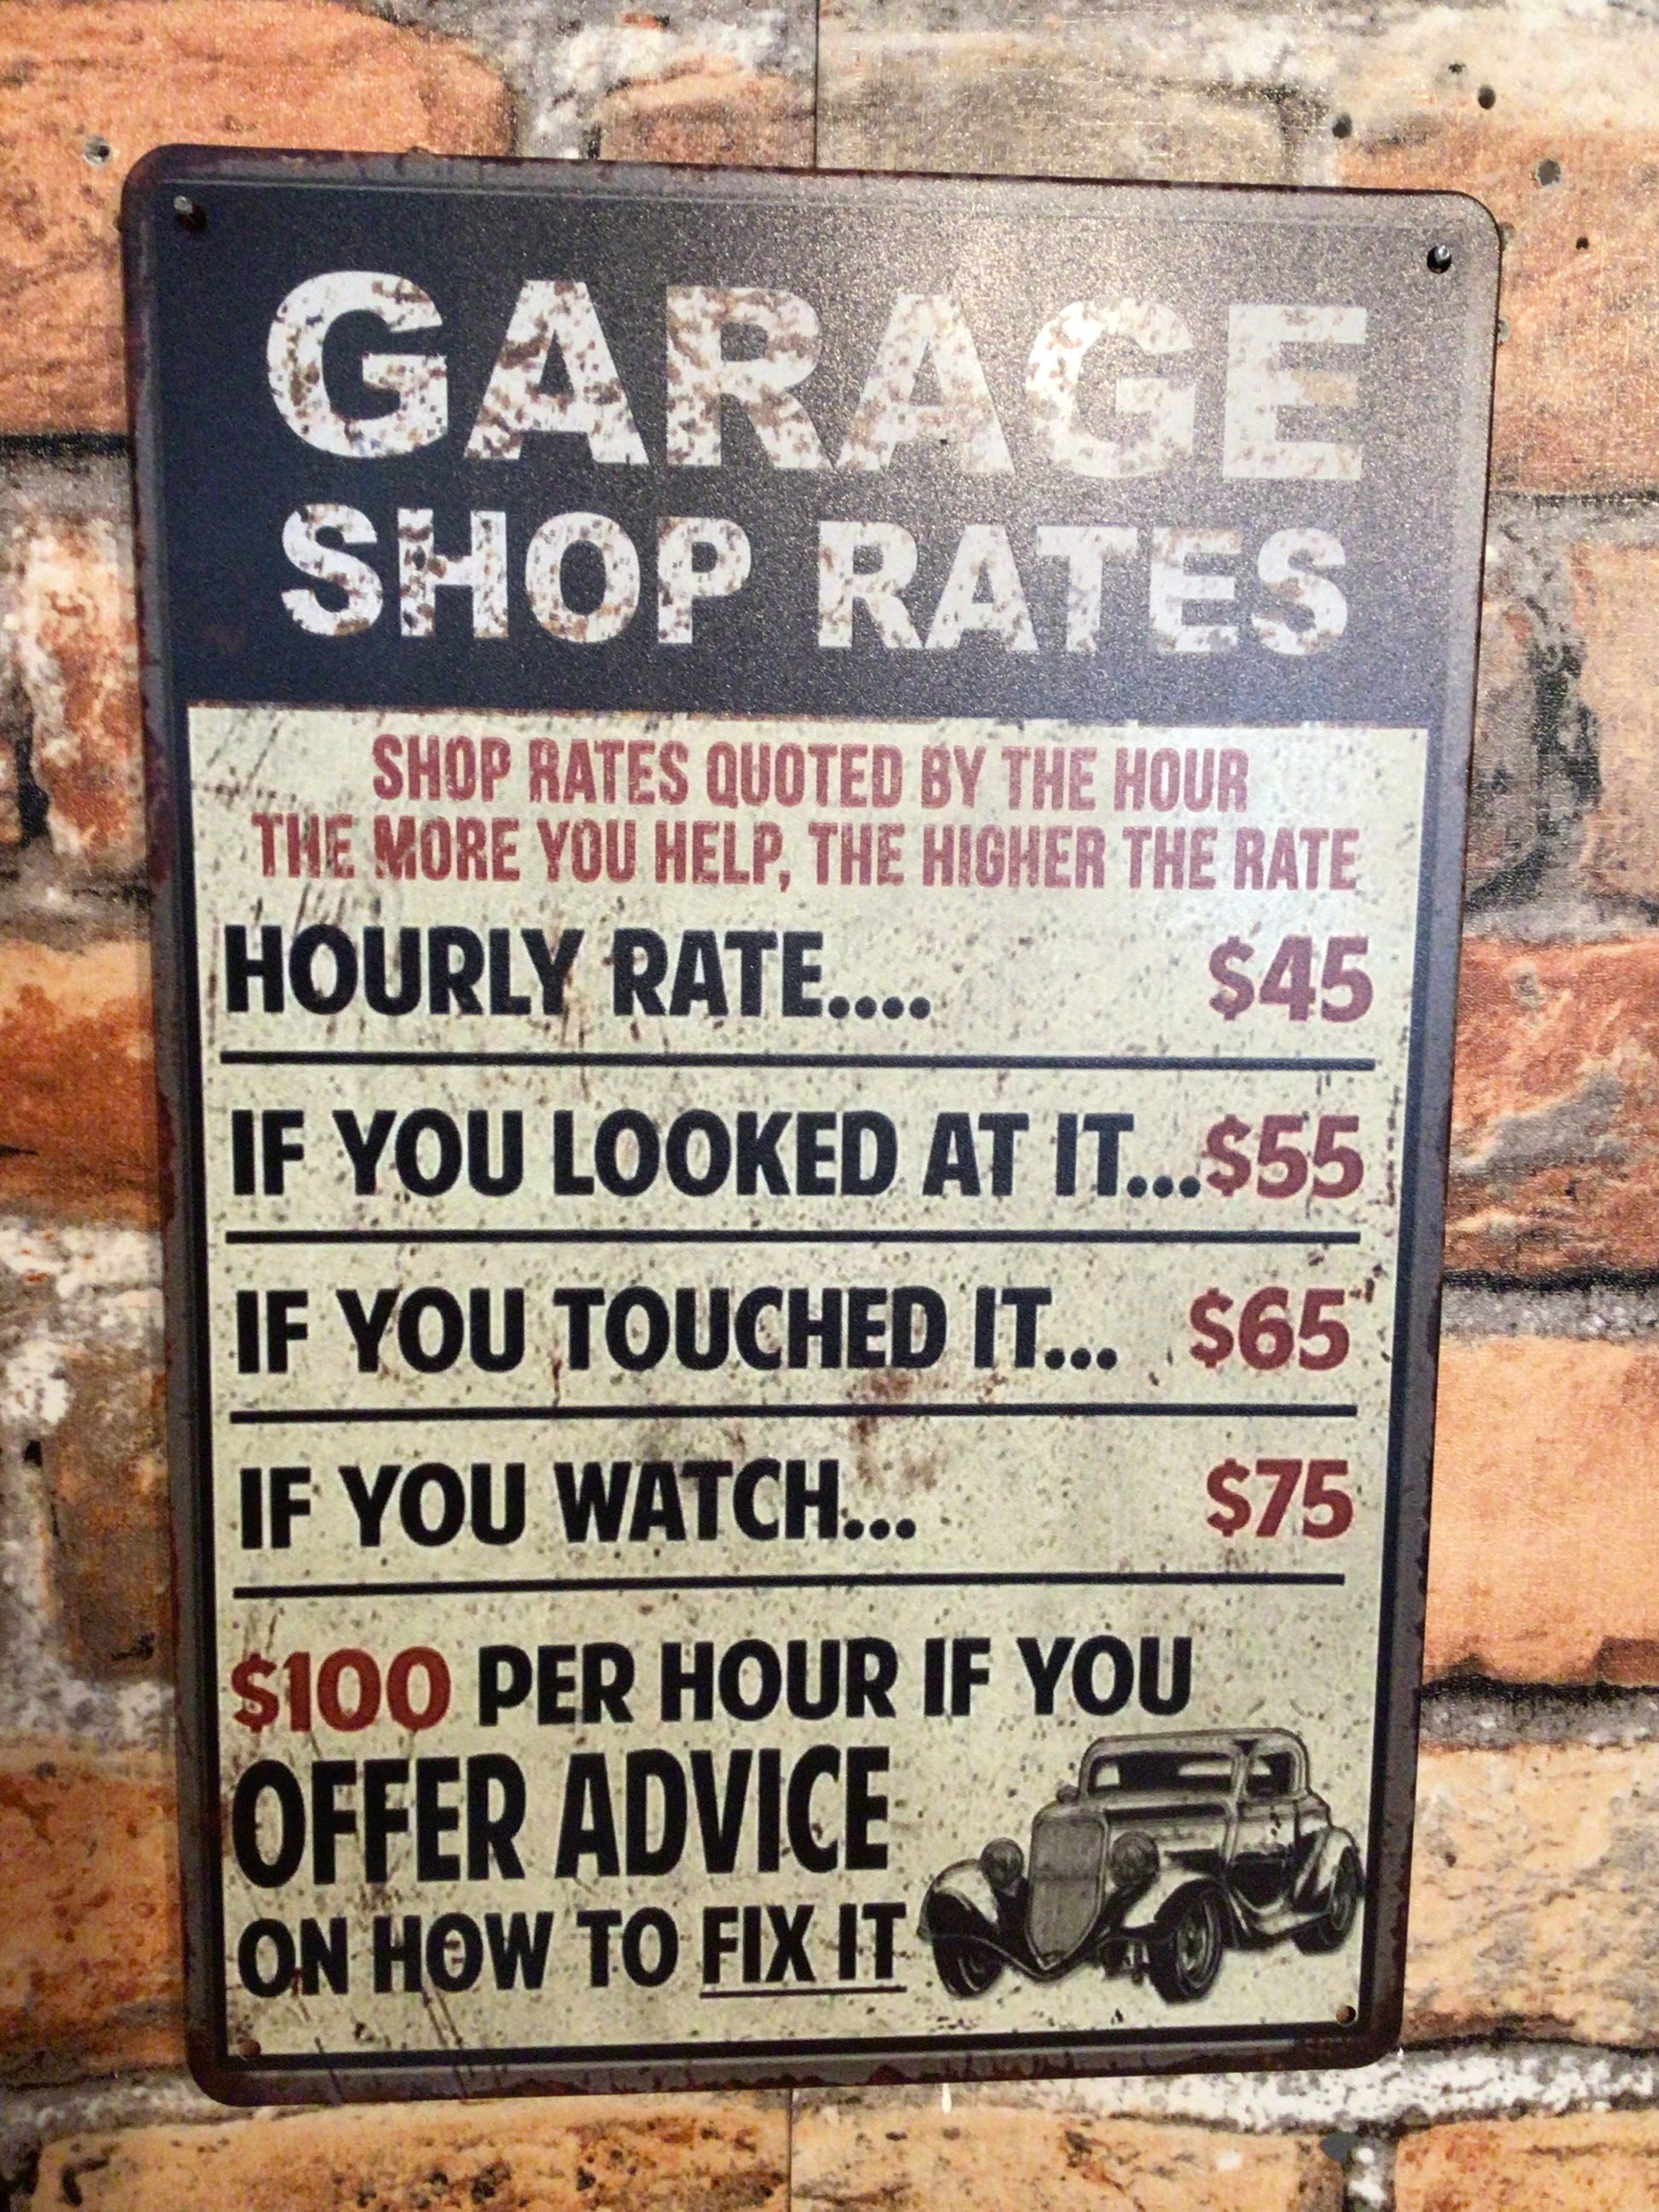 GARAGE
SHOP RATES
SHOP RATES QUOTED BY THE HOUR
THE MORE YOU HELP, THE HIGHER THE RATE
HOURLY RATE.... $45
IF YOU LOOKED AT IT...$55
IF YOU TOUCHED IT... $65
IF YOU WATCH... $75
$100 PER HOUR IF YOU
OFFER ADVICE
ON HOW TO FIX IT